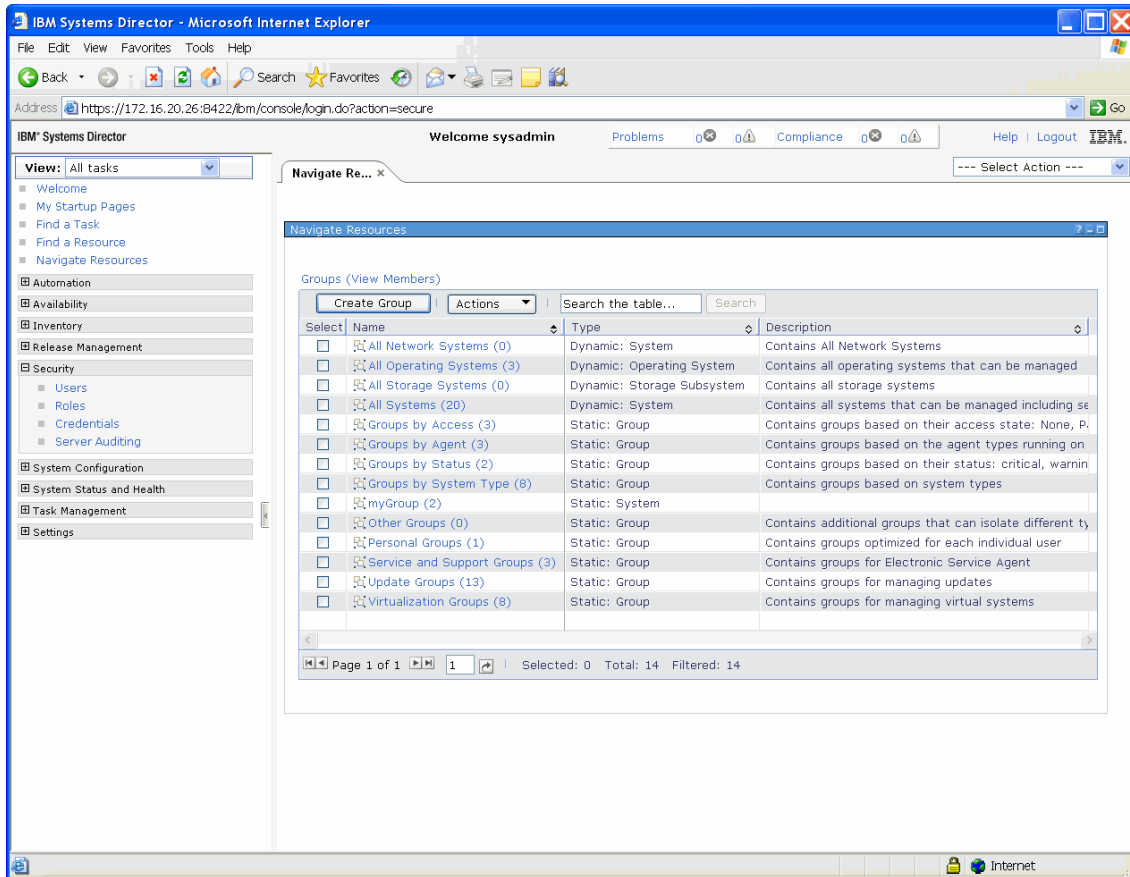 IBM Systems Director - Microsoft Internet Explorer
File Edit View Favorites Tools Help
Back Search Favorites
Address https://172.16.20.26:8422/ibm/console/login.do?action=secure Go
IBM® Systems Director Welcome sysadmin Problems 0 0 Compliance 0 0 Help | Logout IBM.
View: All tasks
Navigate Re... × --- Select Action ---
Welcome
My Startup Pages
Find a Task
Find a Resource
Navigate Resources
Automation
Availability
Inventory
Release Management
Security
Users
Roles
Credentials
Server Auditing
System Configuration
System Status and Health
Task Management
Settings
Navigate Resources ?
Groups (View Members)
Create Group | Actions | Search the table... Search
Select Name Type Description
All Network Systems (0) Dynamic: System Contains All Network Systems
All Operating Systems (3) Dynamic: Operating System Contains all operating systems that can be managed
All Storage Systems (0) Dynamic: Storage Subsystem Contains all storage systems
All Systems (20) Dynamic: System Contains all systems that can be managed including se
Groups by Access (3) Static: Group Contains groups based on their access state: None, P
Groups by Agent (3) Static: Group Contains groups based on the agent types running on
Groups by Status (2) Static: Group Contains groups based on their status: critical, warnin
Groups by System Type (8) Static: Group Contains groups based on system types
myGroup (2) Static: System
Other Groups (0) Static: Group Contains additional groups that can isolate different ty
Personal Groups (1) Static: Group Contains groups optimized for each individual user
Service and Support Groups (3) Static: Group Contains groups for Electronic Service Agent
Update Groups (13) Static: Group Contains groups for managing updates
Virtualization Groups (8) Static: Group Contains groups for managing virtual systems
Page 1 of 1 1 | Selected: 0 Total: 14 Filtered: 14
Internet